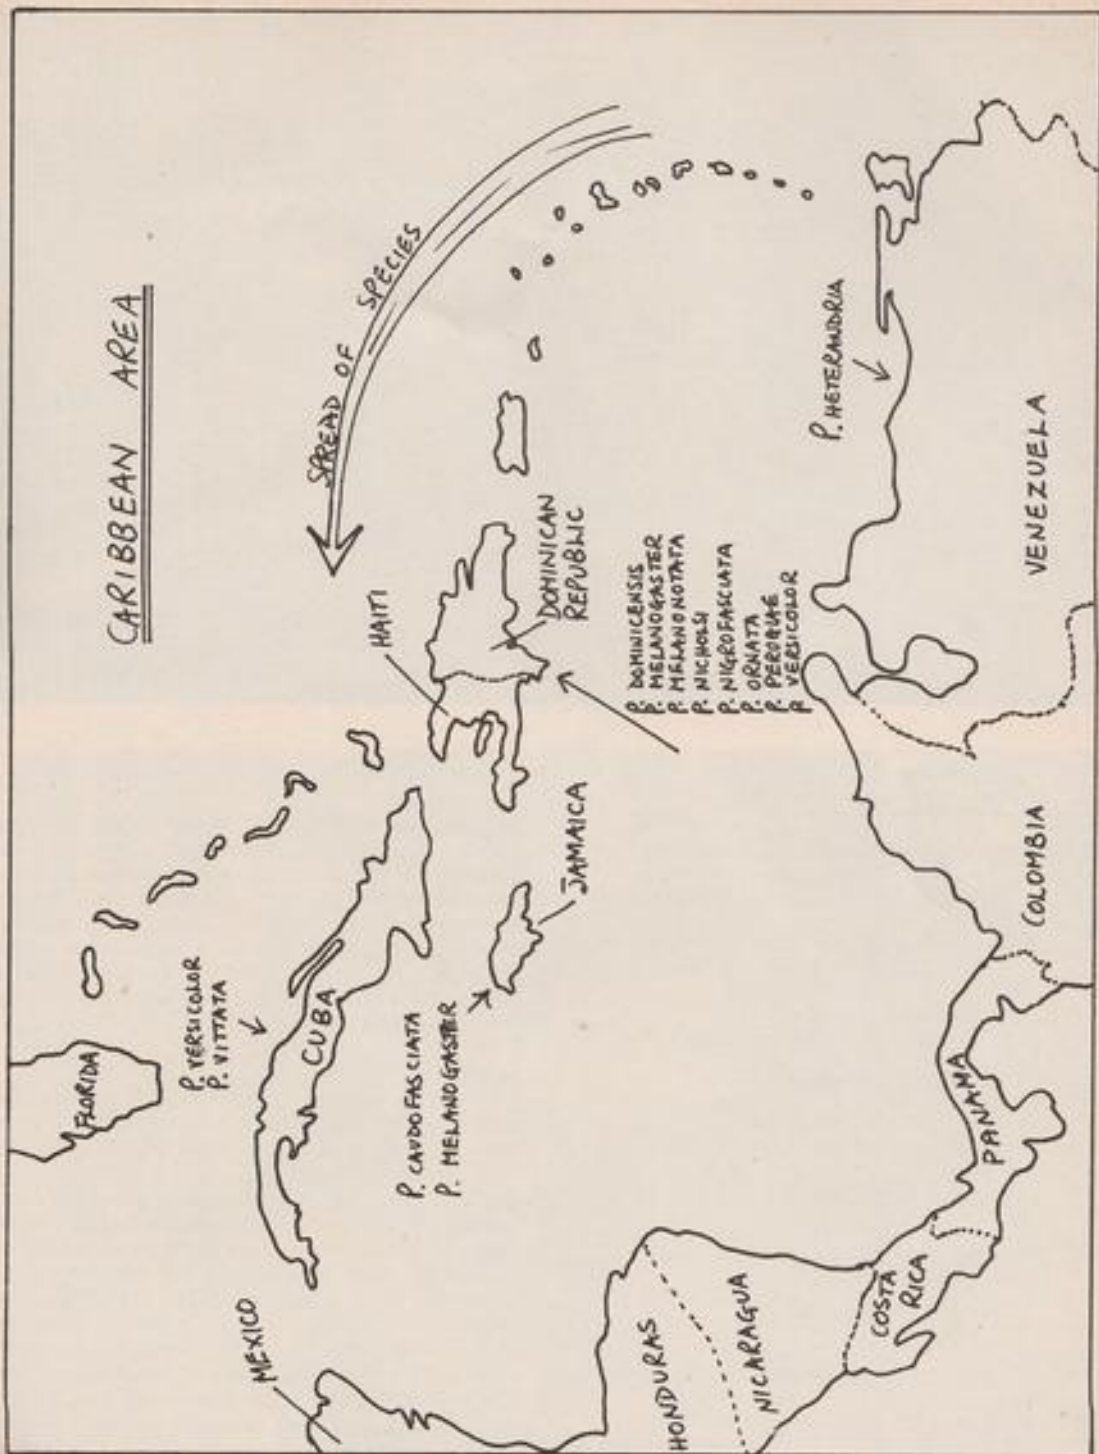 CARIBBEAN AREA
SPREAD OF SPECIES
FLORIDA
P. VERSICOLOR
P. VITTATA
CUBA
MEXICO
HAITI
DOMINICAN
REPUBLIC
P. CAUDOFASCIATA
P. MELANOGASTER
JAMAICA
P. DOMINICENSIS
P. MELANOGASTER
P. MELANONOTATA
P. NICHOLSI
P. NIGROFASCIATA
P. ORNATA
P. PERUGIAE
P. VERSICOLOR
P. HETERANDRIA
HONDURAS
NICARAGUA
COSTA
RICA
PANAMA
COLOMBIA
VENEZUELA